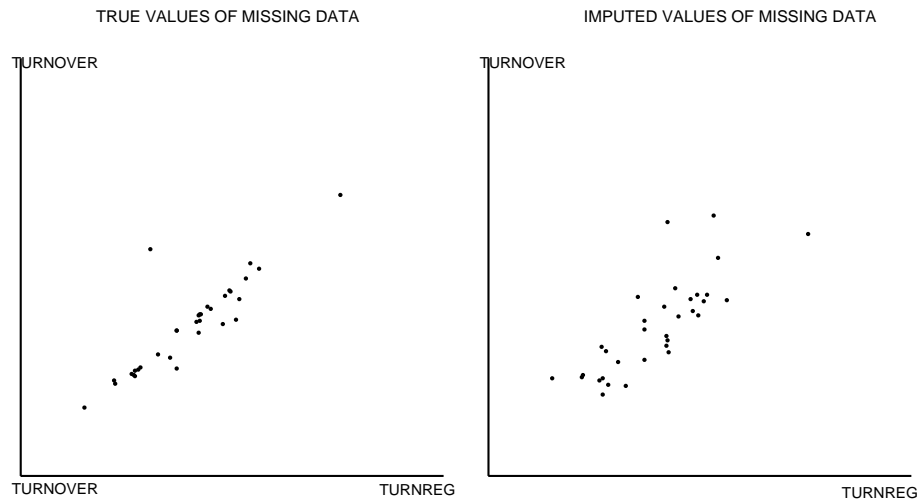 TRUE VALUES OF MISSING DATA
TURNOVER
TURNOVER
TURNREG
IMPUTED VALUES OF MISSING DATA
TURNOVER
TURNREG